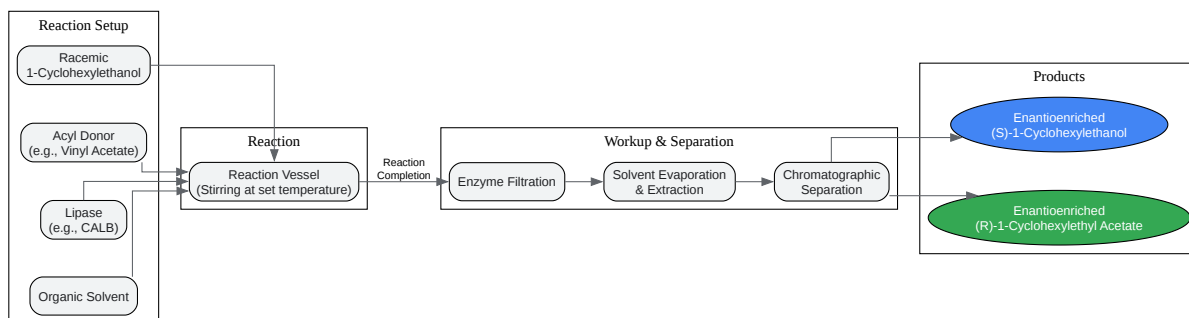 Reaction Setup
Racemic
1-Cyclohexylethanol
Acyl Donor
(e.g., Vinyl Acetate)
Lipase
(e.g., CALB)
Organic Solvent
Reaction
Reaction Vessel
(Stirring at set temperature)
Reaction
Completion
Workup & Separation
Enzyme Filtration
Solvent Evaporation
& Extraction
Chromatographic
Separation
Products
Enantioenriched
(S)-1-Cyclohexylethanol
Enantioenriched
(R)-1-Cyclohexylethyl Acetate